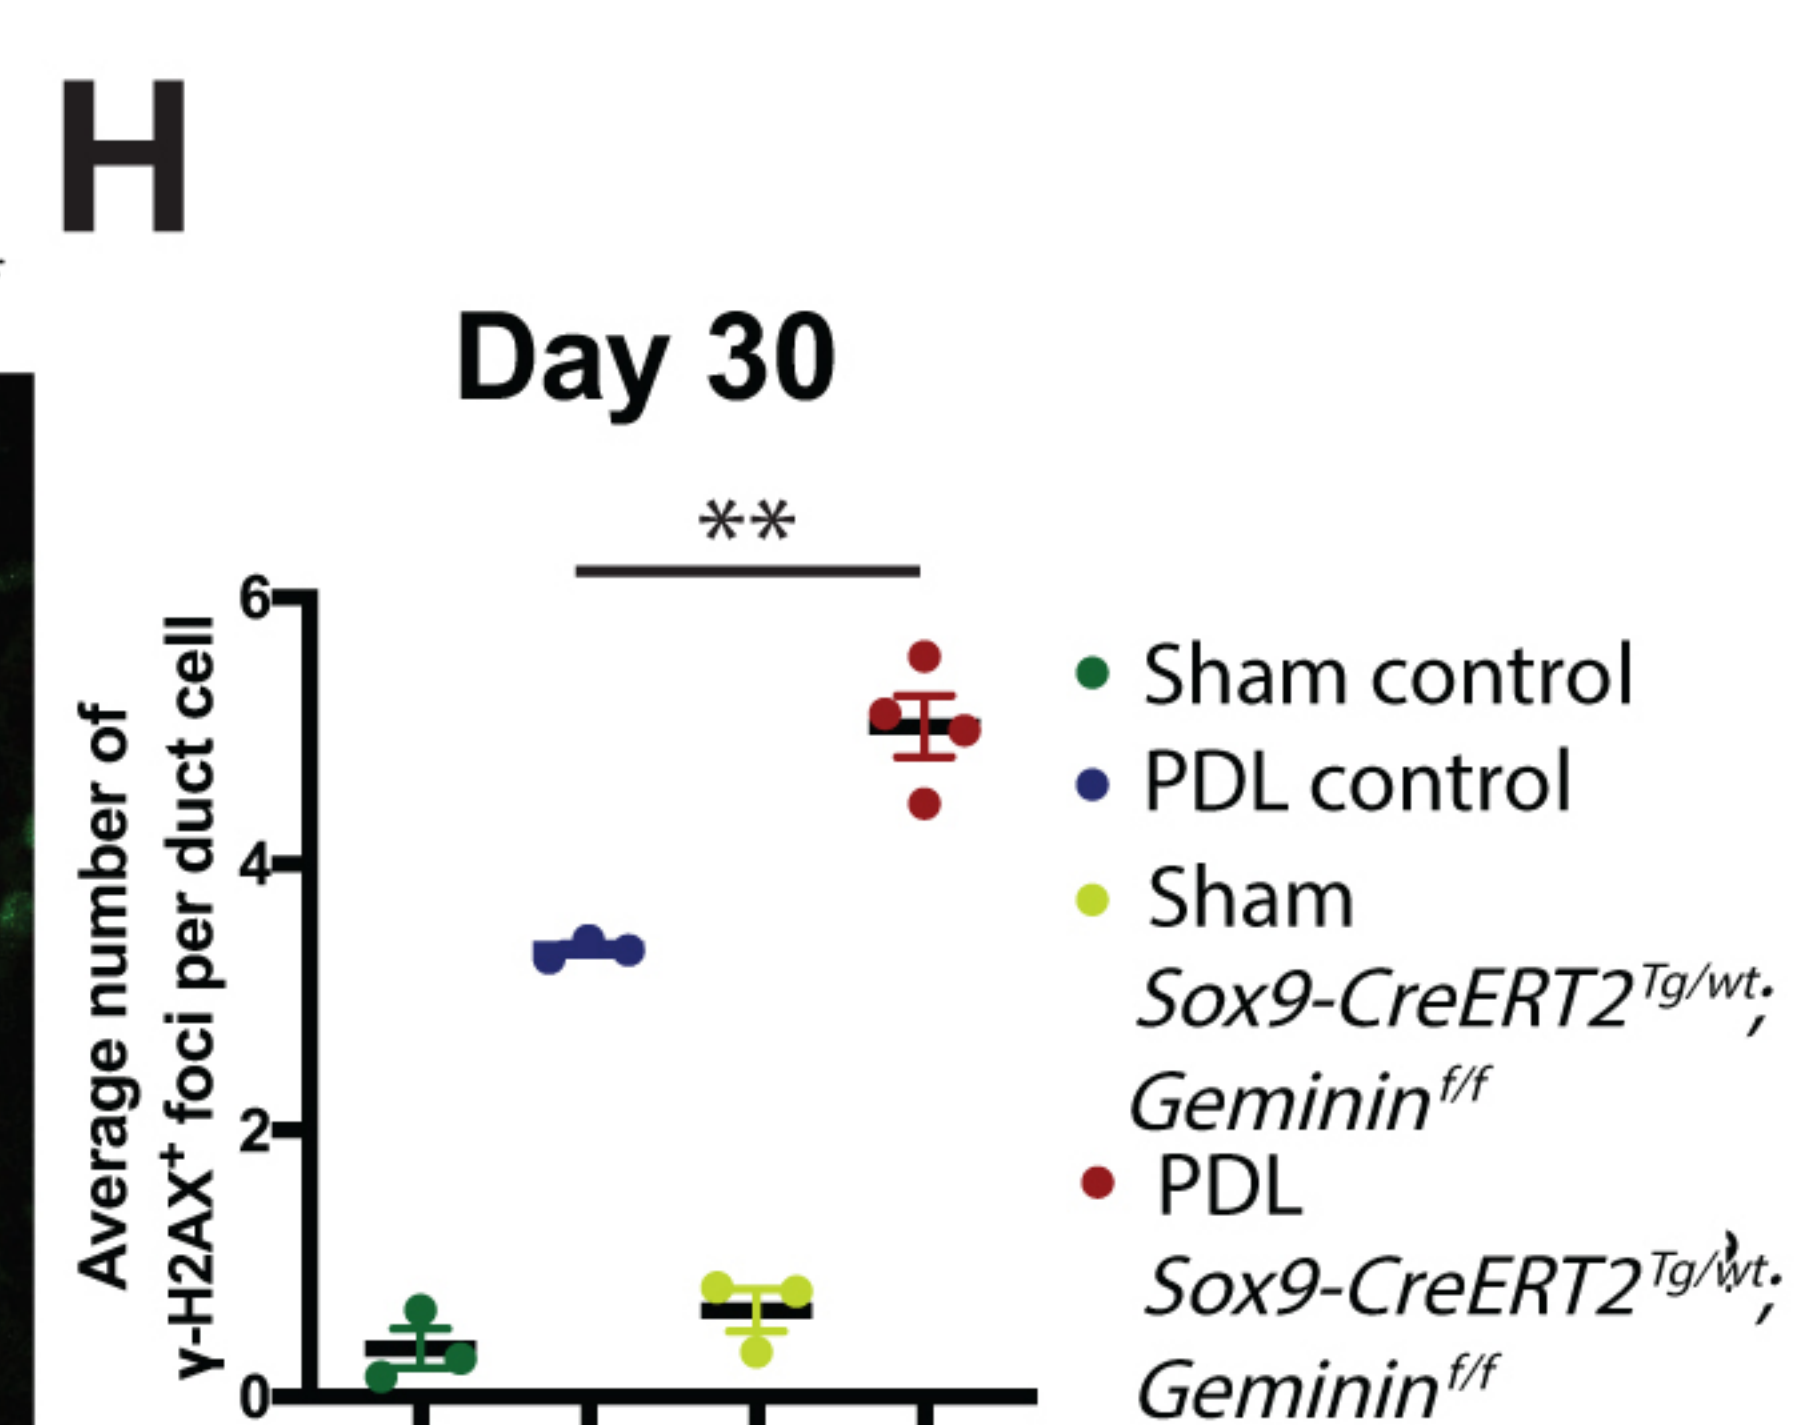 H
Day 30
**
Average number of
γ-H2AX⁺ foci per duct cell
6
4
2
0
Sham control
PDL control
Sham
Sox9-CreERT2^Tg/wt;
Geminin^f/f
PDL
Sox9-CreERT2^Tg/wt;
Geminin^f/f